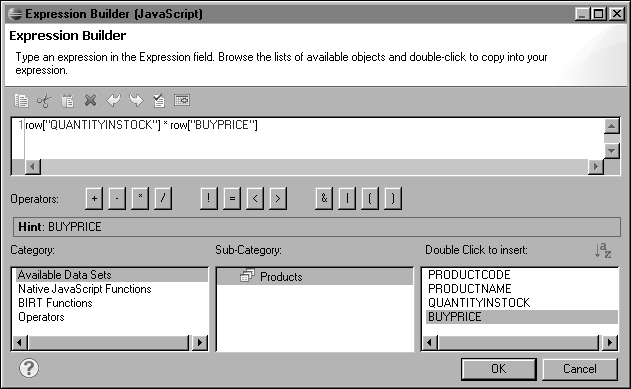 Expression Builder (JavaScript)
Expression Builder
Type an expression in the Expression field. Browse the lists of available objects and double-click to copy into your
expression.
1 row["QUANTITYINSTOCK"] * row["BUYPRICE"]
Operators: + - * / ! = < > & | ( )
Hint: BUYPRICE
Category: Sub-Category: Double Click to insert:
Available Data Sets
Native JavaScript Functions
BIRT Functions
Operators
Products
PRODUCTCODE
PRODUCTNAME
QUANTITYINSTOCK
BUYPRICE
OK Cancel